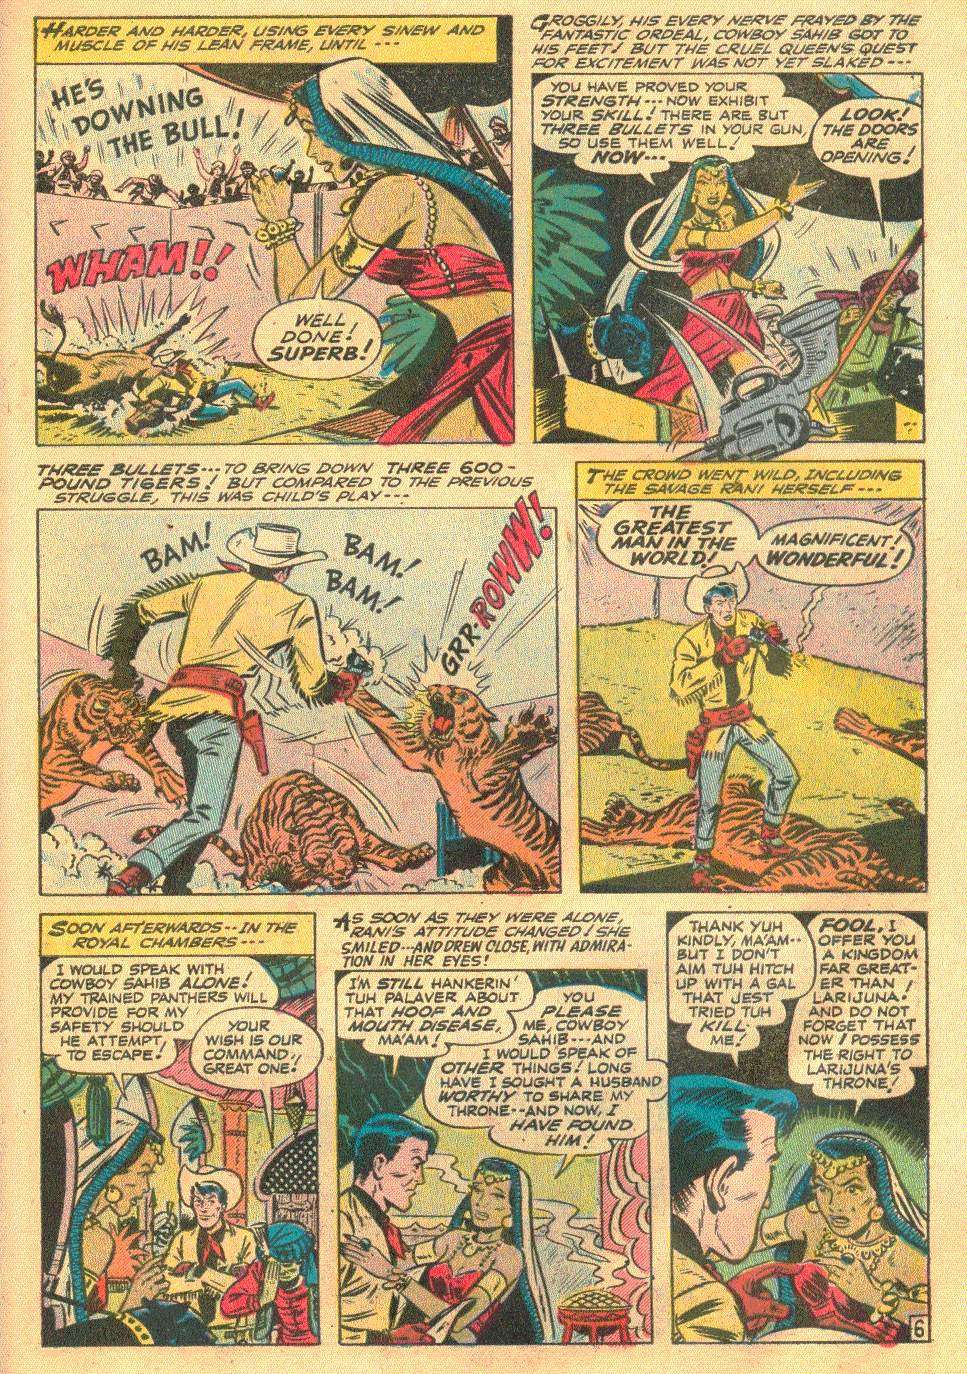 HARDER AND HARDER, USING EVERY SINEW AND
MUSCLE OF HIS LEAN FRAME, UNTIL ---
HE'S
DOWNING
THE BULL!
WHAM!!
WELL
DONE!
SUPERB!
GROGGILY, HIS EVERY NERVE FRAYED BY THE
FANTASTIC ORDEAL, COWBOY SAHIB GOT TO
HIS FEET! BUT THE CRUEL QUEEN'S QUEST
FOR EXCITEMENT WAS NOT YET SLAKED ---
YOU HAVE PROVED YOUR
STRENGTH --- NOW EXHIBIT
YOUR SKILL! THERE ARE BUT
THREE BULLETS IN YOUR GUN,
SO USE THEM WELL!
NOW---
LOOK!
THE DOORS
ARE
OPENING!
THREE BULLETS --- TO BRING DOWN THREE 600-
POUND TIGERS! BUT COMPARED TO THE PREVIOUS
STRUGGLE, THIS WAS CHILD'S PLAY ---
BAM!
BAM!
BAM!
GRR-ROWW!
THE CROWD WENT WILD, INCLUDING
THE SAVAGE RANI HERSELF ---
THE
GREATEST
MAN IN THE
WORLD!
MAGNIFICENT!
WONDERFUL!
SOON AFTERWARDS -- IN THE
ROYAL CHAMBERS ---
I WOULD SPEAK WITH
COWBOY SAHIB ALONE!
MY TRAINED PANTHERS WILL
PROVIDE FOR MY
SAFETY SHOULD
HE ATTEMPT
TO ESCAPE!
YOUR
WISH IS OUR
COMMAND,
GREAT ONE!
AS SOON AS THEY WERE ALONE,
RANI'S ATTITUDE CHANGED! SHE
SMILED --- AND DREW CLOSE, WITH ADMIRA-
TION IN HER EYES!
I'M STILL HANKERIN'
TUH PALAVER ABOUT
THAT HOOF AND
MOUTH DISEASE,
MA'AM!
YOU
PLEASE
ME, COWBOY
SAHIB --- AND
I WOULD SPEAK OF
OTHER THINGS! LONG
HAVE I SOUGHT A HUSBAND
WORTHY TO SHARE MY
THRONE -- AND NOW, I
HAVE FOUND
HIM!
THANK YUH
KINDLY, MA'AM --
BUT I DON'T
AIM TUH HITCH
UP WITH A GAL
THAT JEST
TRIED TUH
KILL
ME!
FOOL, I
OFFER YOU
A KINGDOM
FAR GREAT-
ER THAN
LARIJUNA!
AND DO NOT
FORGET THAT
NOW I POSSESS
THE RIGHT TO
LARIJUNA'S
THRONE!
6